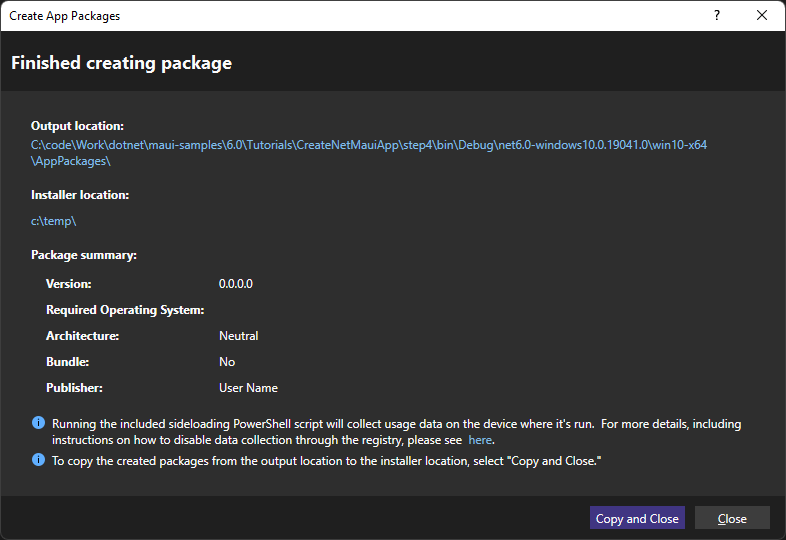 Create App Packages
?
Finished creating package
Output location:
C:\code\Work\dotnet\maui-samples\6.0\Tutorials\CreateNetMauiApp\step4\bin\Debug\net6.0-windows10.0.19041.0\win10-x64
\AppPackages\
Installer location:
c:\temp\
Package summary:
Version: 0.0.0.0
Required Operating System:
Architecture: Neutral
Bundle: No
Publisher: User Name
Running the included sideloading PowerShell script will collect usage data on the device where it's run.  For more details, including
instructions on how to disable data collection through the registry, please see  here.
To copy the created packages from the output location to the installer location, select "Copy and Close."
Copy and Close Close